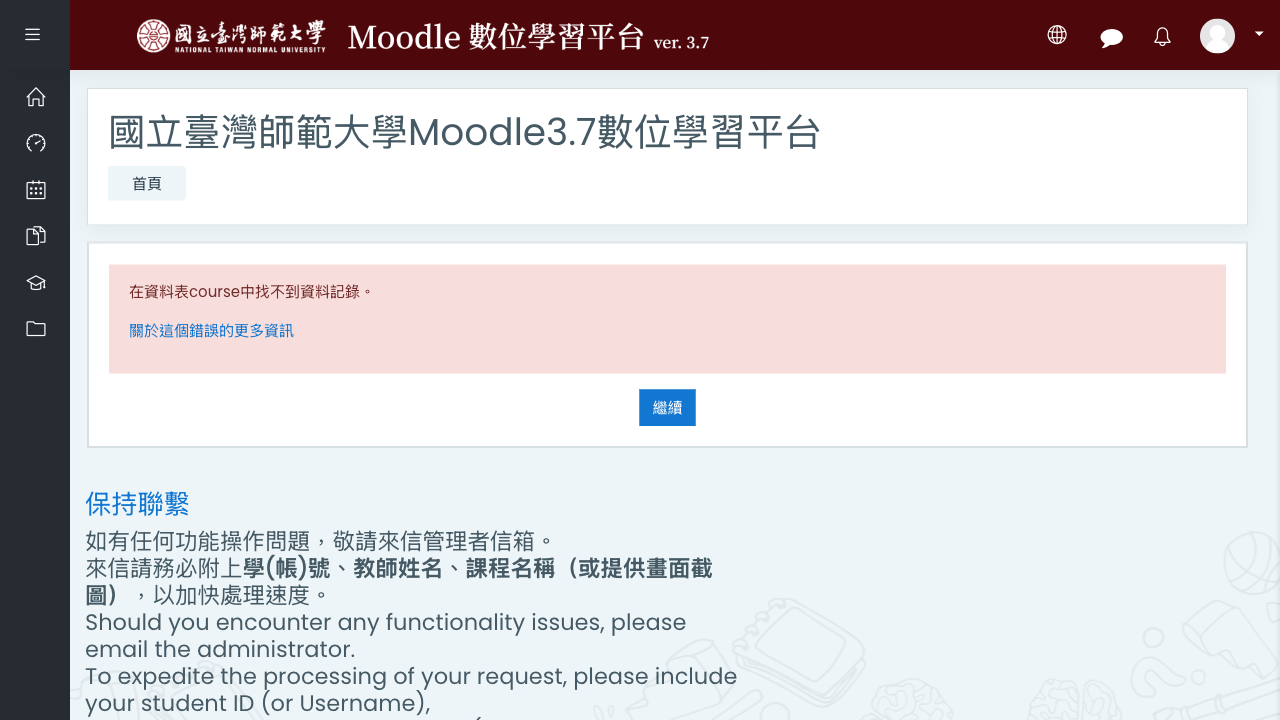 國立臺灣師範大學
NATIONAL TAIWAN NORMAL UNIVERSITY
Moodle 數位學習平台 ver. 3.7
國立臺灣師範大學Moodle3.7數位學習平台
首頁
在資料表course中找不到資料記錄。
關於這個錯誤的更多資訊
繼續
保持聯繫
如有任何功能操作問題，敬請來信管理者信箱。
來信請務必附上學(帳)號、教師姓名、課程名稱（或提供畫面截
圖），以加快處理速度。
Should you encounter any functionality issues, please
email the administrator.
To expedite the processing of your request, please include
your student ID (or Username),